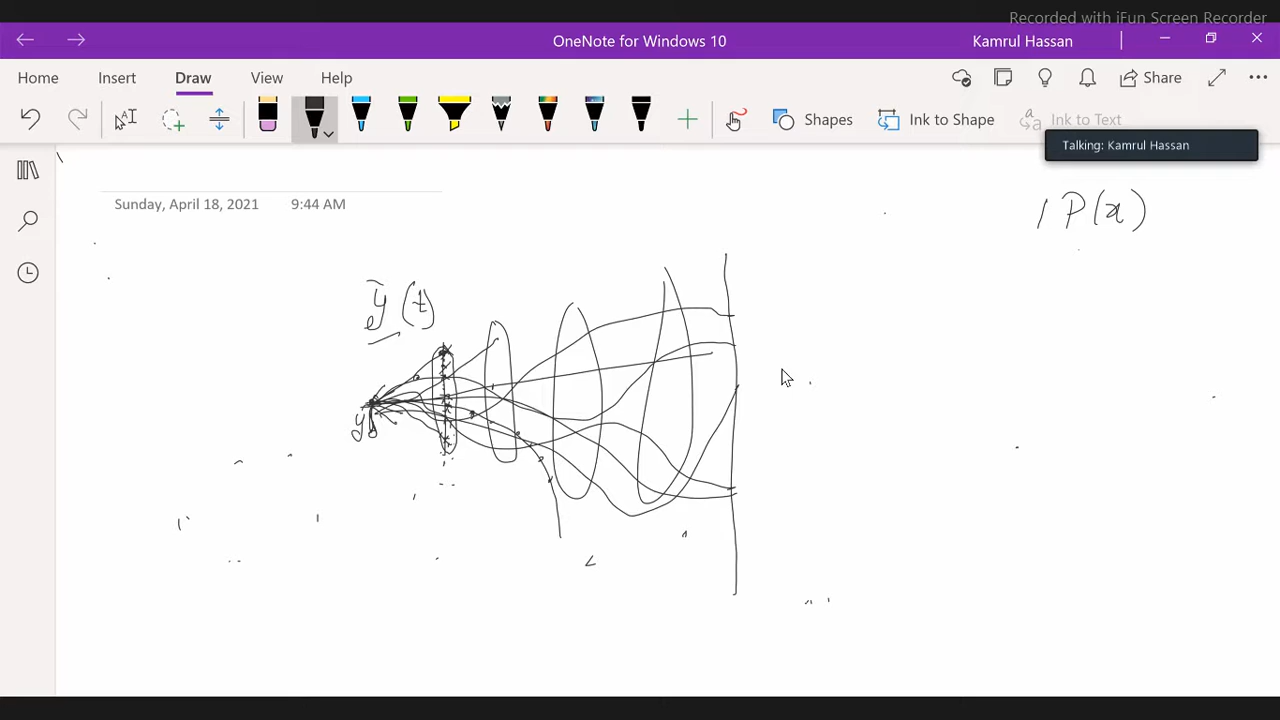 Recorded with iFun Screen Recorder
OneNote for Windows 10
Kamrul Hassan
Home
Insert
Draw
View
Help
Share
Shapes
Ink to Shape
Ink to Text
Talking: Kamrul Hassan
Sunday, April 18, 2021
9:44 AM
P(x)
y(t)
y₀